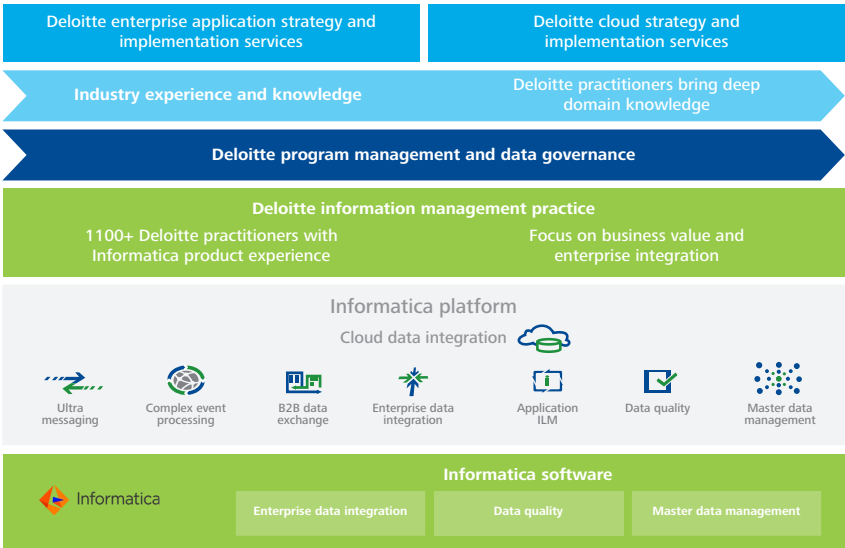 Deloitte enterprise application strategy and
implementation services
Deloitte cloud strategy and
implementation services
Industry experience and knowledge
Deloitte practitioners bring deep
domain knowledge
Deloitte program management and data governance
Deloitte information management practice
1100+ Deloitte practitioners with
Informatica product experience
Focus on business value and
enterprise integration
Informatica platform
Cloud data integration
Ultra
messaging
Complex event
processing
B2B data
exchange
Enterprise data
integration
Application
ILM
Data quality
Master data
management
Informatica software
Informatica
Enterprise data integration
Data quality
Master data management